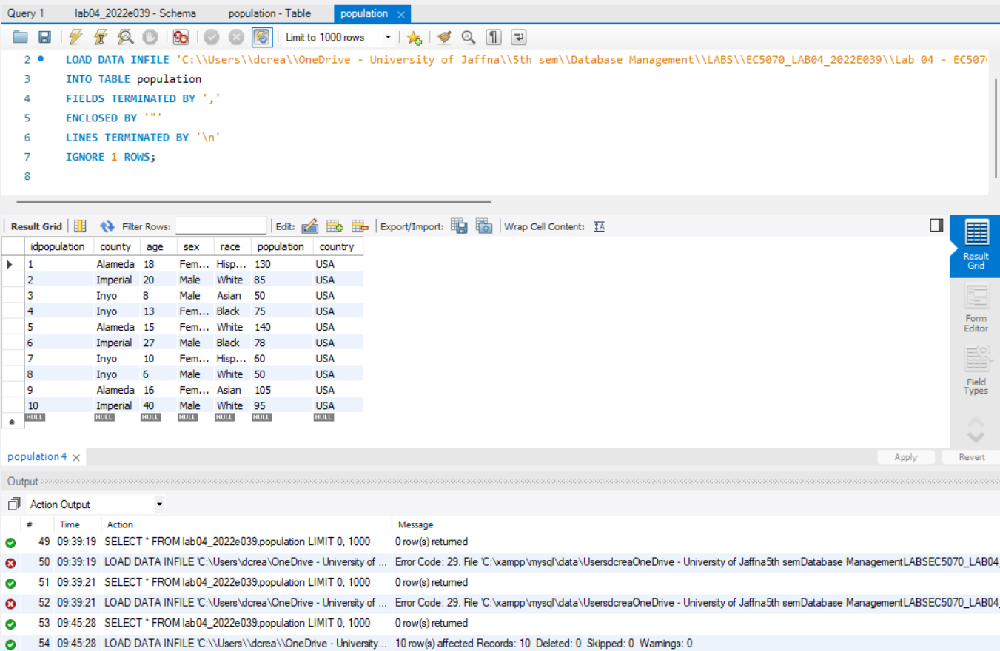 Query 1 lab04_2022e039 - Schema population - Table population
Limit to 1000 rows
2 LOAD DATA INFILE 'C:\\Users\\dcrea\\OneDrive - University of Jaffna\\5th sem\\Database Management\\LABS\\EC5070_LAB04_2022E039\\Lab 04 - EC507
3 INTO TABLE population
4 FIELDS TERMINATED BY ','
5 ENCLOSED BY '"'
6 LINES TERMINATED BY '\n'
7 IGNORE 1 ROWS;
8
Result Grid Filter Rows: Edit: Export/Import: Wrap Cell Content:
idpopulation county age sex race population country
1 Alameda 18 Fem... Hisp... 130 USA
2 Imperial 20 Male White 85 USA
3 Inyo 8 Male Asian 50 USA
4 Inyo 13 Fem... Black 75 USA
5 Alameda 15 Fem... White 140 USA
6 Imperial 27 Male Black 78 USA
7 Inyo 10 Fem... Hisp... 60 USA
8 Inyo 6 Male White 50 USA
9 Alameda 16 Fem... Asian 105 USA
10 Imperial 40 Male White 95 USA
NULL NULL NULL NULL NULL NULL NULL
Result
Grid
Form
Editor
Field
Types
population 4 Apply Revert
Output
Action Output
# Time Action Message
49 09:39:19 SELECT * FROM lab04_2022e039.population LIMIT 0, 1000 0 row(s) returned
50 09:39:19 LOAD DATA INFILE 'C:\Users\dcrea\OneDrive - University of ... Error Code: 29. File 'C:\xampp\mysql\data\UsersdcreaOneDrive - University of Jaffna5th semDatabase ManagementLABSEC5070_LAB04_
51 09:39:21 SELECT * FROM lab04_2022e039.population LIMIT 0, 1000 0 row(s) returned
52 09:39:21 LOAD DATA INFILE 'C:\Users\dcrea\OneDrive - University of ... Error Code: 29. File 'C:\xampp\mysql\data\UsersdcreaOneDrive - University of Jaffna5th semDatabase ManagementLABSEC5070_LAB04_
53 09:45:28 SELECT * FROM lab04_2022e039.population LIMIT 0, 1000 0 row(s) returned
54 09:45:28 LOAD DATA INFILE 'C:\\Users\\dcrea\\OneDrive - University... 10 row(s) affected Records: 10 Deleted: 0 Skipped: 0 Warnings: 0